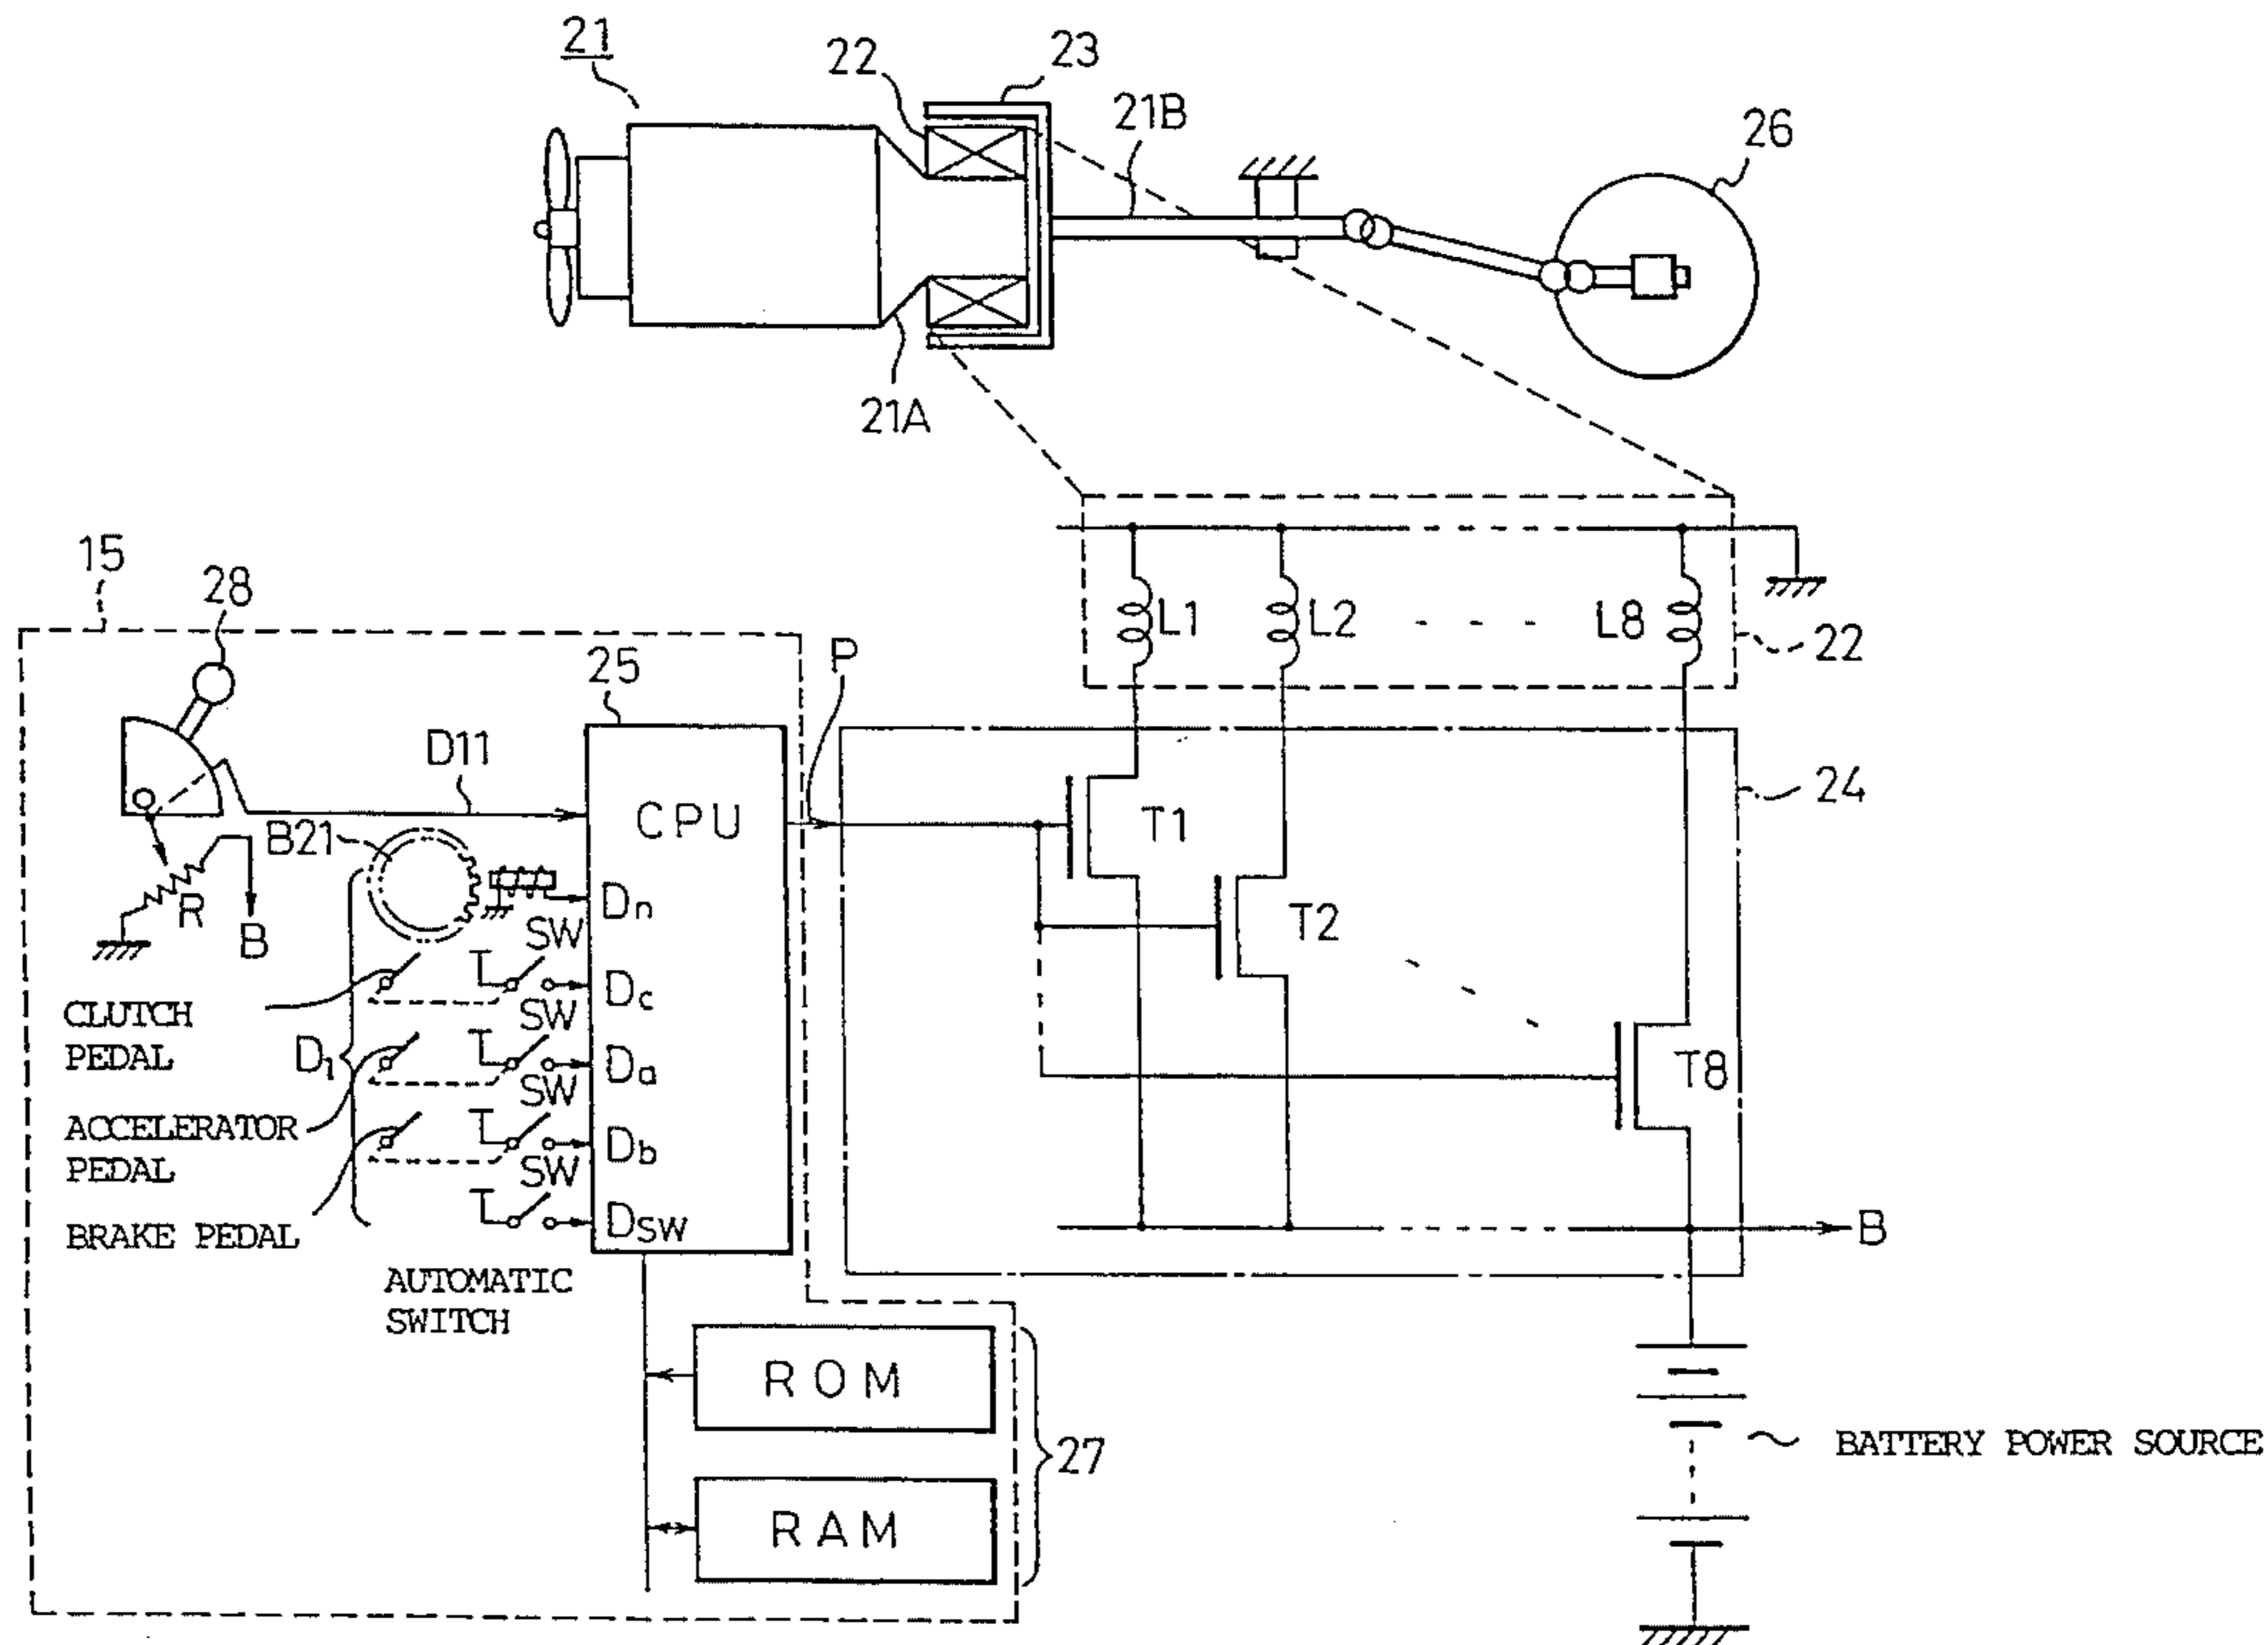 21
22
23
21B
26
21A
15
28
25
P
L1
L2
L8
22
D11
CPU
24
T1
B21
R
B
Dn
SW
T2
CLUTCH
PEDAL
Dc
SW
D1
Da
T8
SW
ACCELERATOR
PEDAL
Db
SW
BRAKE PEDAL
DSW
B
AUTOMATIC
SWITCH
ROM
27
BATTERY POWER SOURCE
RAM